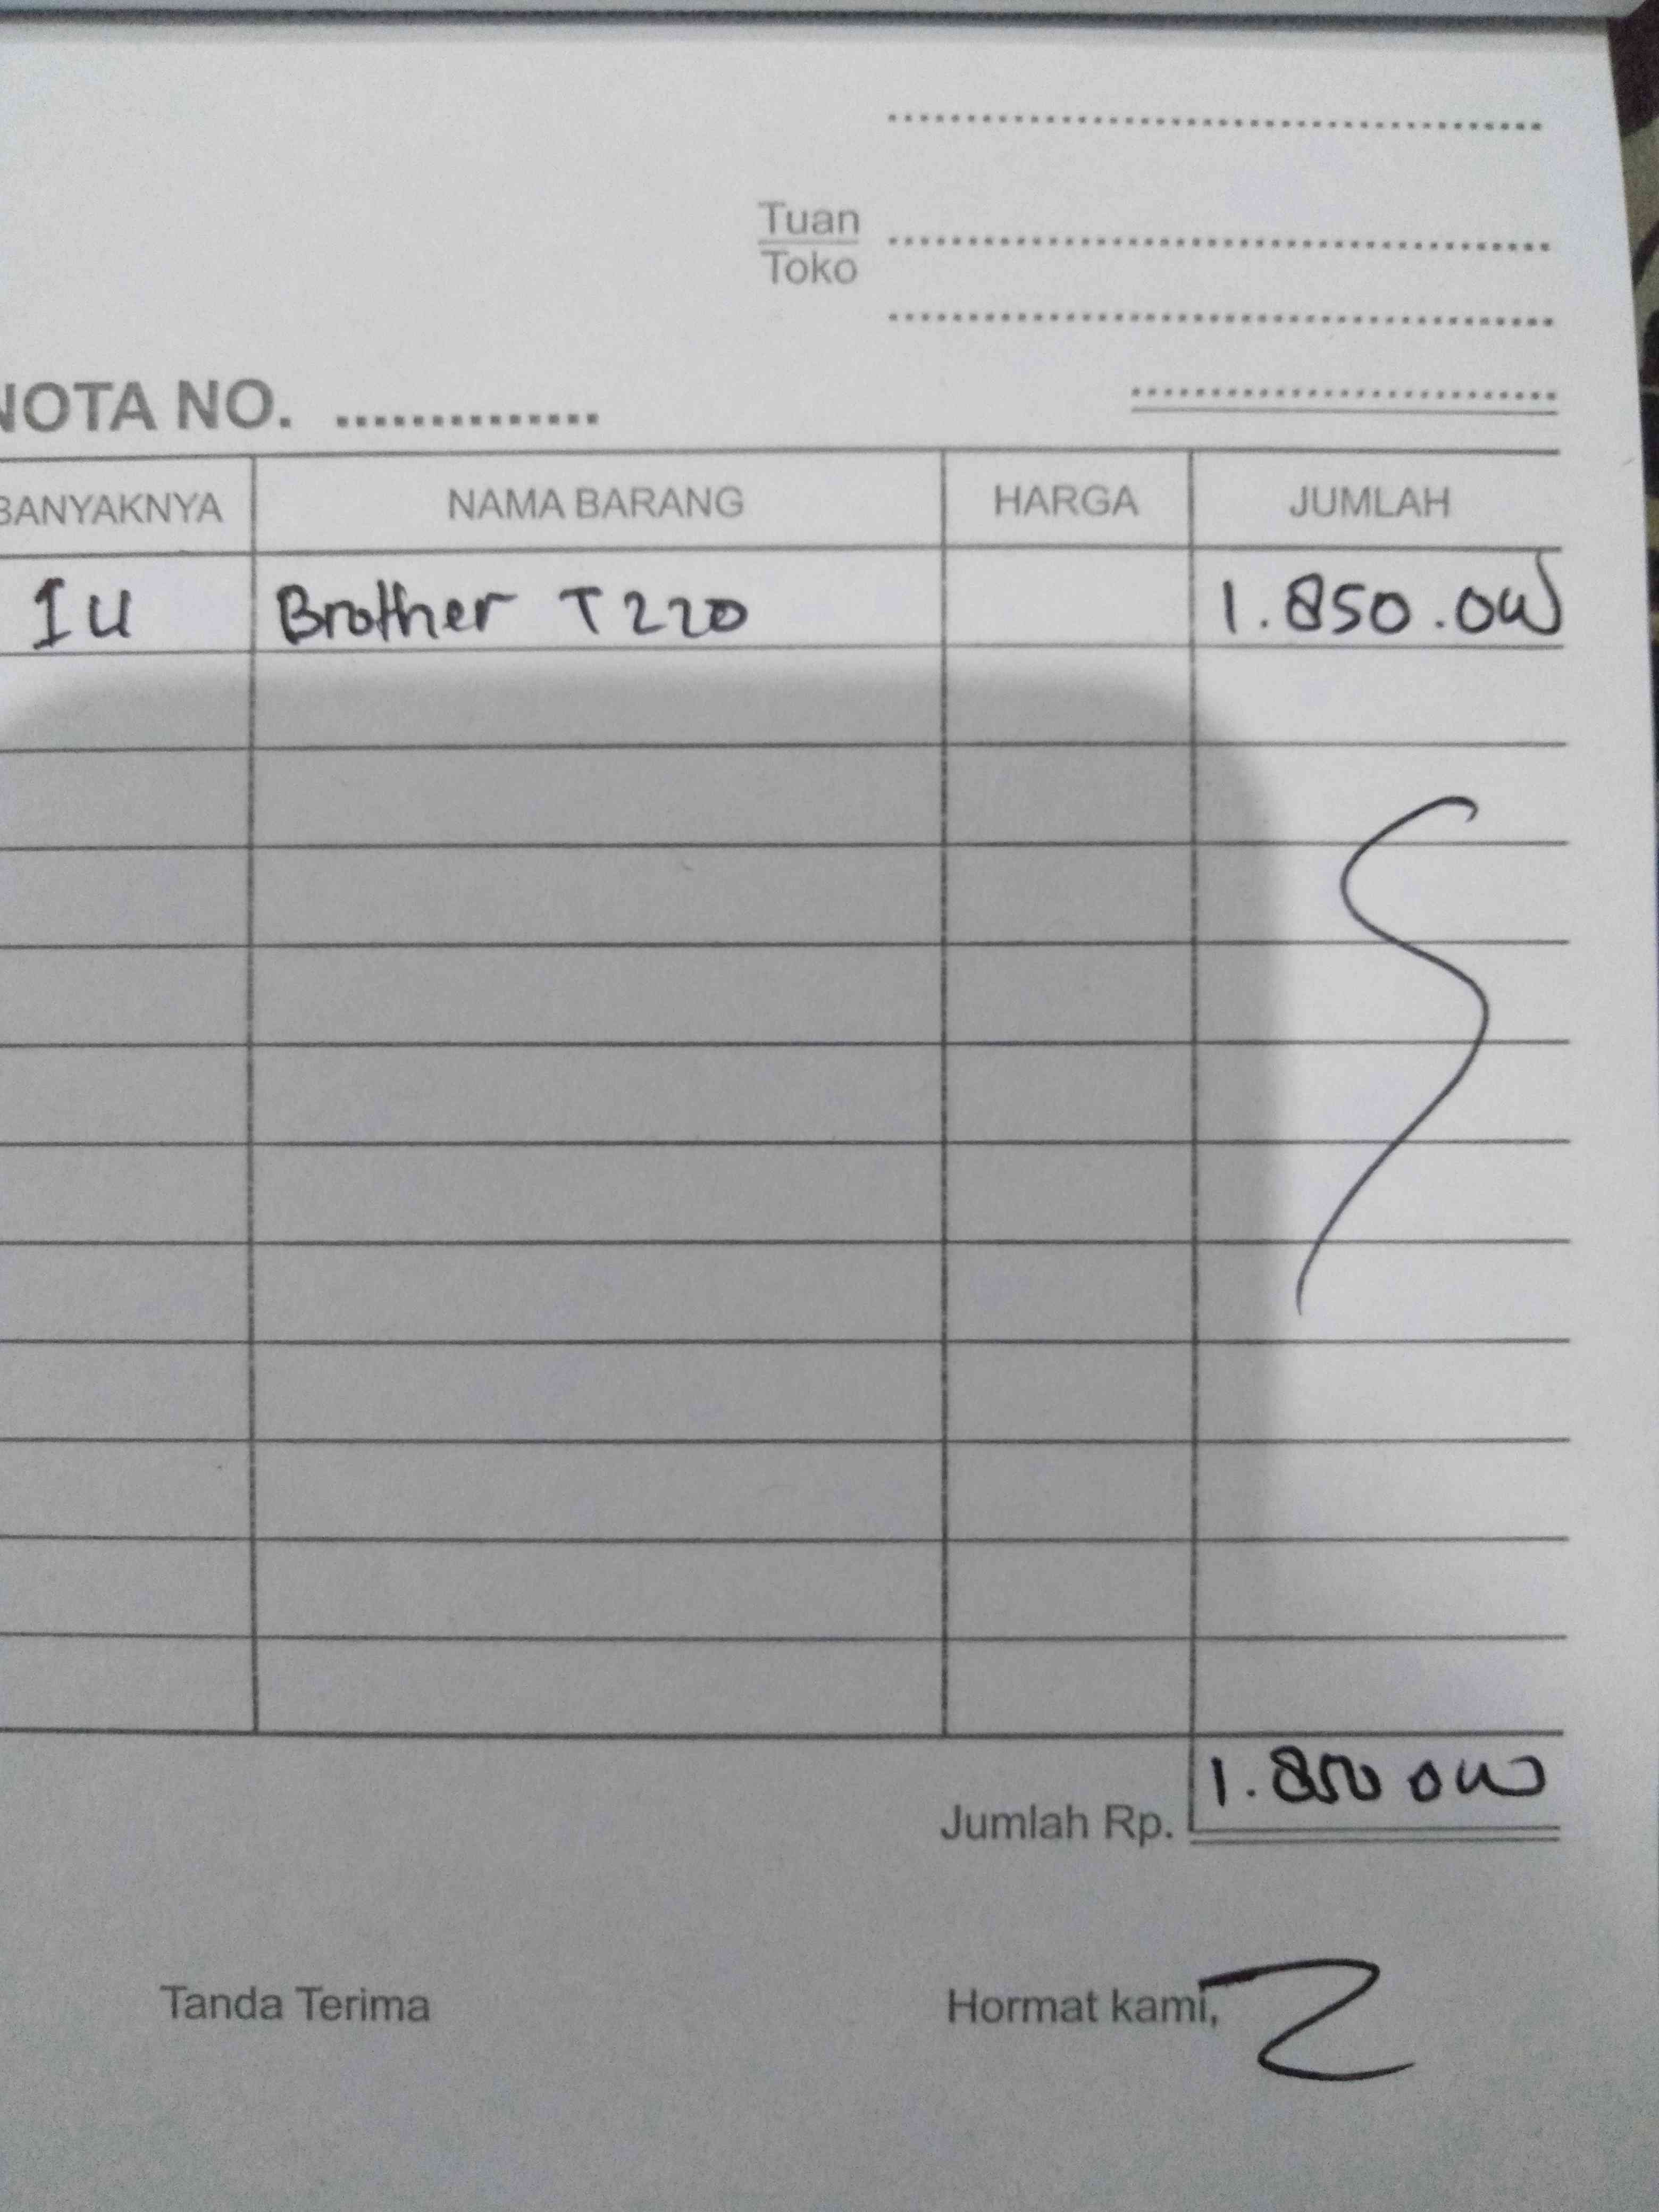 Tuan
Toko
NOTA NO. ..............
BANYAKNYA NAMA BARANG HARGA JUMLAH
1 U Brother T220 1.850.000
Jumlah Rp. 1.850 000
Tanda Terima Hormat kami,